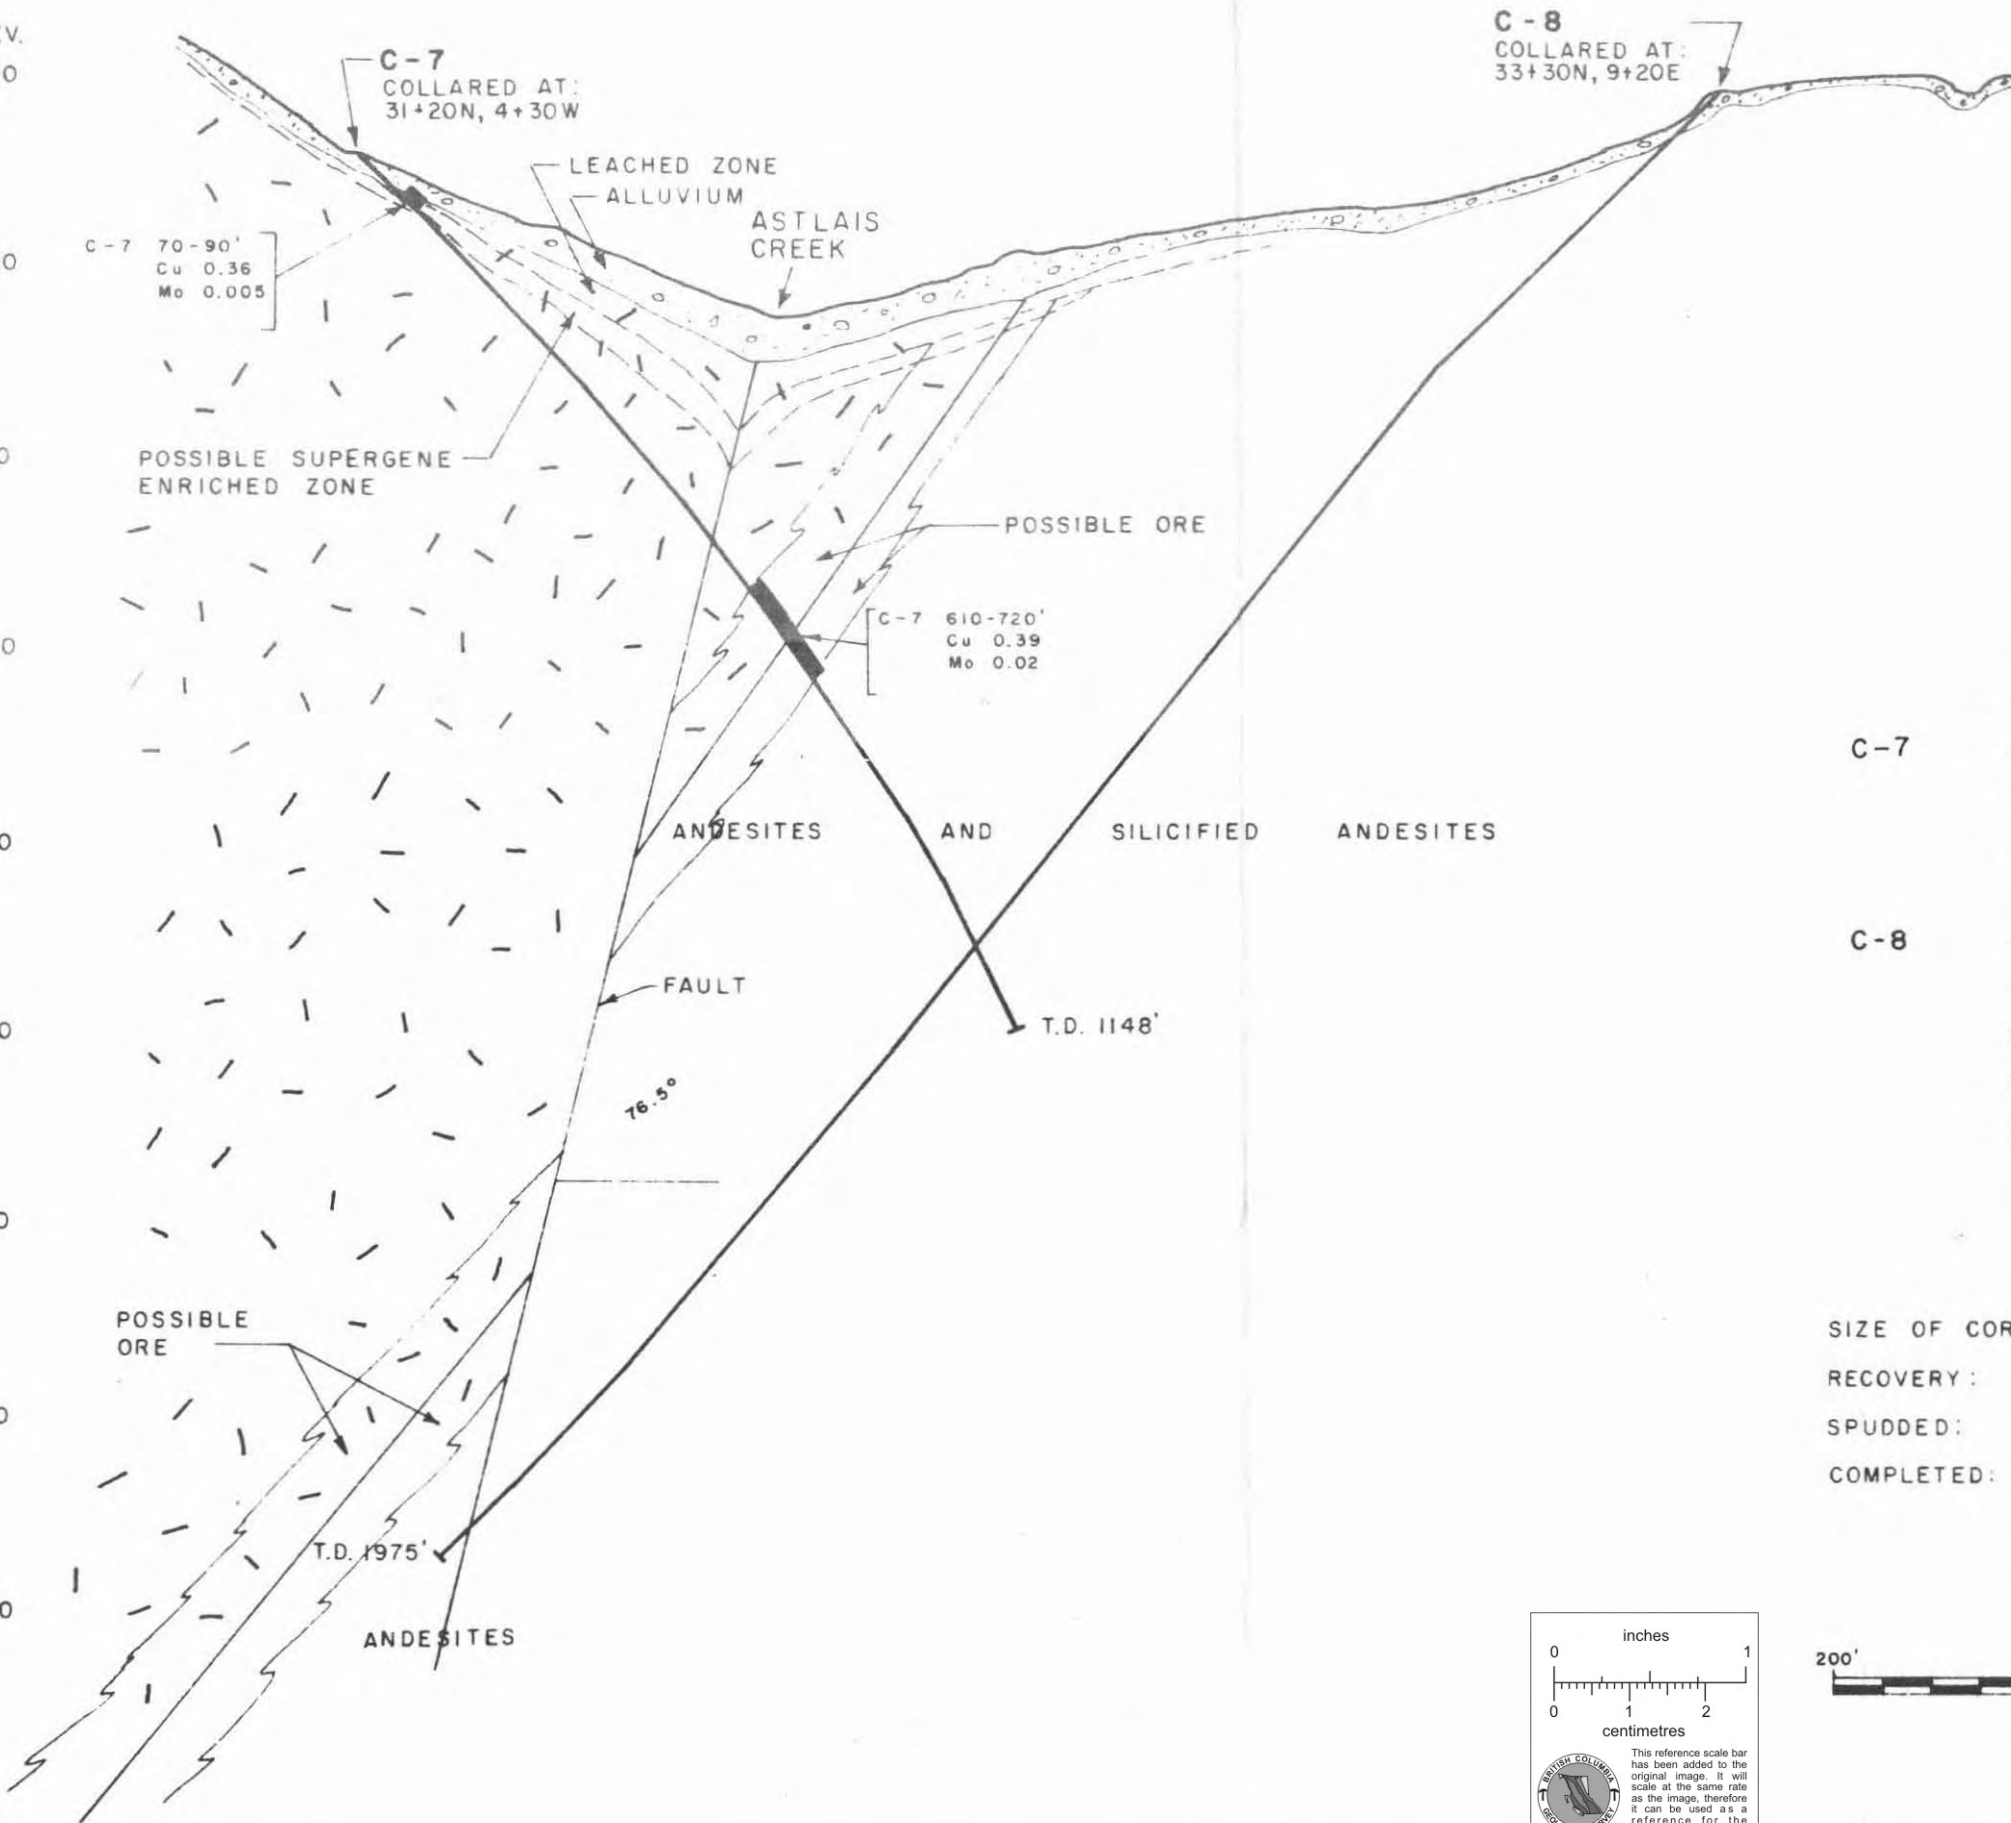 C-7
COLLARED AT:
31+20N, 4+30W
C-8
COLLARED AT:
33+30N, 9+20E
LEACHED ZONE
ALLUVIUM
ASTLAIS
CREEK
C-7 70-90'
Cu 0.36
Mo 0.005
POSSIBLE SUPERGENE
ENRICHED ZONE
POSSIBLE ORE
C-7 610-720'
Cu 0.39
Mo 0.02
C-7
ANDESITES AND SILICIFIED ANDESITES
C-8
FAULT
T.D. 1148'
76.5°
POSSIBLE
ORE
SIZE OF COR
RECOVERY:
SPUDDED:
COMPLETED:
T.D. 1975'
ANDESITES
inches
0 1
0 1 2
centimetres
200'
BRITISH COLUMBIA
This reference scale bar
has been added to the
original image. It will
scale at the same rate
as the image, therefore
it can be used as a
reference for the